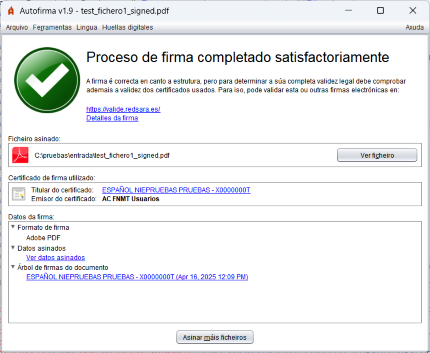 Autofirma v1.9 - test_fichero1_signed.pdf
Arquivo Ferramentas Lingua Huellas digitales Axuda
Proceso de firma completado satisfactoriamente
A firma é correcta en canto a estrutura, pero para determinar a súa completa validez legal debe comprobar
ademais a validez dos certificados usados. Para iso, pode validar esta ou outras firmas electrónicas en:
https://valide.redsara.es/
Detalles da firma
Ficheiro asinado:
C:\pruebas\entrada\test_fichero1_signed.pdf
Ver ficheiro
Certificado de firma utilizado:
Titular do certificado: ESPAÑOL NIEPRUEBAS PRUEBAS - X0000000T
Emisor do certificado: AC FNMT Usuarios
Datos da firma:
Formato de firma
Adobe PDF
Datos asinados
Ver datos asinados
Árbol de firmas do documento
ESPAÑOL NIEPRUEBAS PRUEBAS - X0000000T (Apr 16, 2025 12:09 PM)
Asinar máis ficheiros